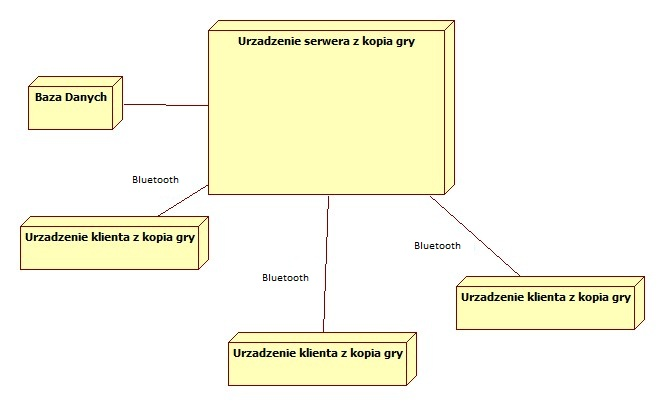 Urzadzenie serwera z kopia gry
Baza Danych
Bluetooth
Urzadzenie klienta z kopia gry
Bluetooth
Bluetooth
Urzadzenie klienta z kopia gry
Urzadzenie klienta z kopia gry